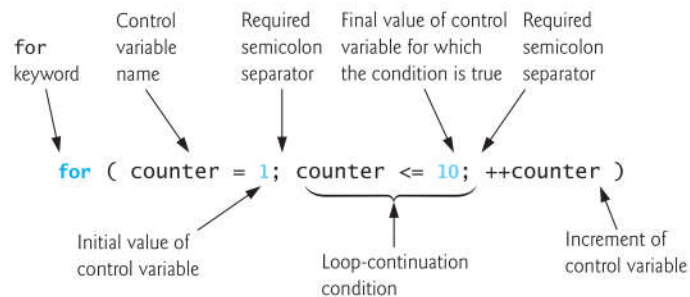 for
keyword
Control
variable
name
Required
semicolon
separator
Final value of control
variable for which
the condition is true
Required
semicolon
separator
for ( counter = 1; counter <= 10; ++counter )
Initial value of
control variable
Loop-continuation
condition
Increment of
control variable